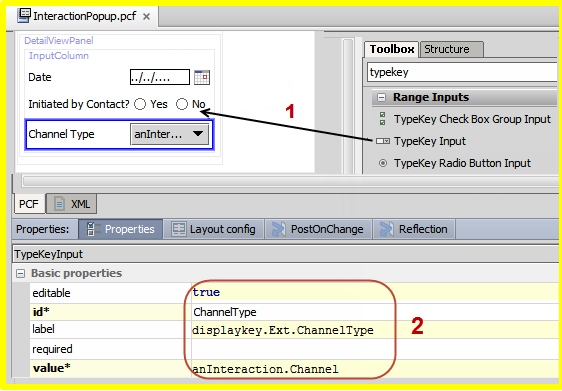 InteractionPopup.pcf ×
DetailViewPanel
InputColumn
Date ../../....
Initiated by Contact? Yes No
Channel Type anInter...
1
Toolbox Structure
typekey
Range Inputs
TypeKey Check Box Group Input
TypeKey Input
TypeKey Radio Button Input
PCF XML
Properties: Properties Layout config PostOnChange Reflection
TypeKeyInput
Basic properties
editable true
id* ChannelType
label displaykey.Ext.ChannelType
required
value* anInteraction.Channel
2